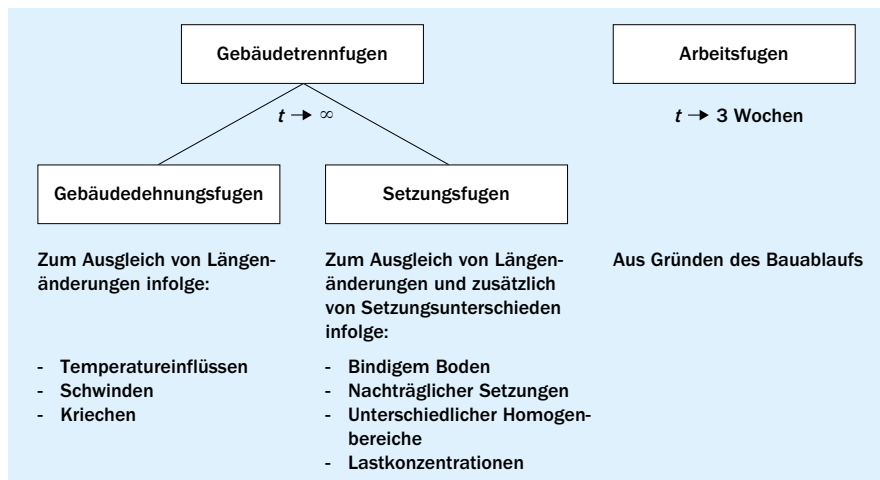 Gebäudetrennfugen
Arbeitsfugen
t → ∞
t → 3 Wochen
Gebäudedehnungsfugen
Setzungsfugen
Zum Ausgleich von Längen-
änderungen infolge:
- Temperatureinflüssen
- Schwinden
- Kriechen
Zum Ausgleich von Längen-
änderungen und zusätzlich
von Setzungsunterschieden
infolge:
- Bindigem Boden
- Nachträglicher Setzungen
- Unterschiedlicher Homogen-
bereiche
- Lastkonzentrationen
Aus Gründen des Bauablaufs